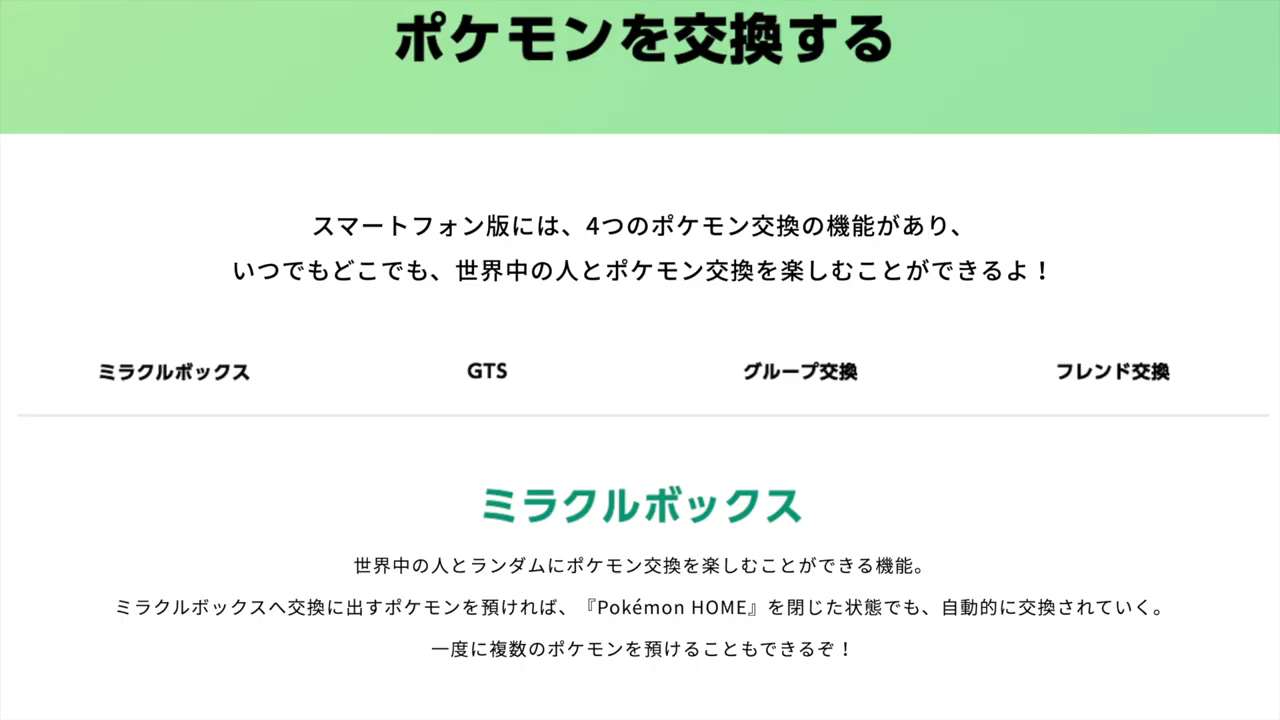 ポケモンを交換する
スマートフォン版には、4つのポケモン交換の機能があり、
いつでもどこでも、世界中の人とポケモン交換を楽しむことができるよ！
ミラクルボックス
GTS
グループ交換
フレンド交換
ミラクルボックス
世界中の人とランダムにポケモン交換を楽しむことができる機能。
ミラクルボックスへ交換に出すポケモンを預ければ、『Pokémon HOME』を閉じた状態でも、自動的に交換されていく。
一度に複数のポケモンを預けることもできるぞ！